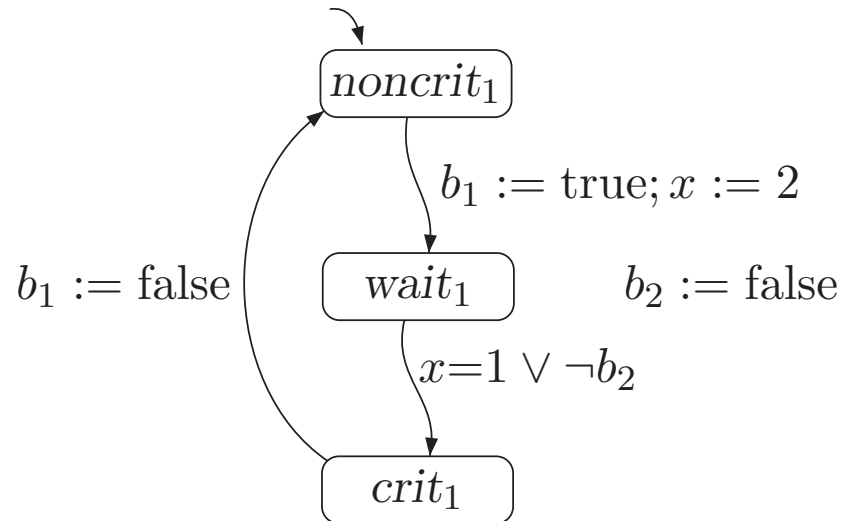 noncrit₁
b₁ := true; x := 2
b₁ := false
wait₁
b₂ := false
x=1 ∨ ¬b₂
crit₁